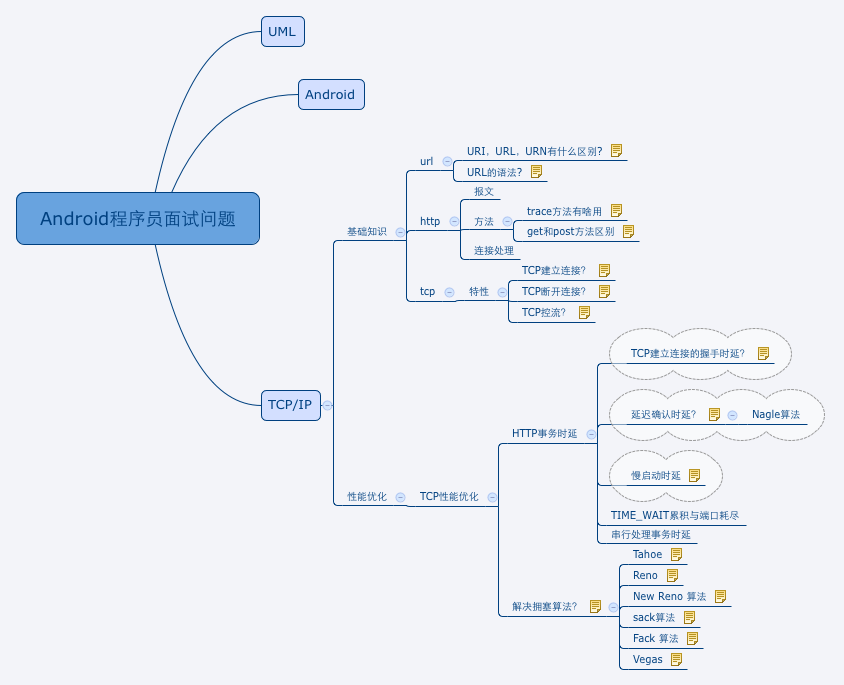 UML
Android
Android程序员面试问题
TCP/IP
基础知识
url
URI，URL，URN有什么区别？
URL的语法？
http
报文
方法
trace方法有啥用
get和post方法区别
连接处理
tcp
特性
TCP建立连接？
TCP断开连接？
TCP控流？
性能优化
TCP性能优化
HTTP事务时延
TCP建立连接的握手时延？
延迟确认时延？
Nagle算法
慢启动时延
TIME_WAIT累积与端口耗尽
串行处理事务时延
解决拥塞算法？
Tahoe
Reno
New Reno 算法
sack算法
Fack 算法
Vegas